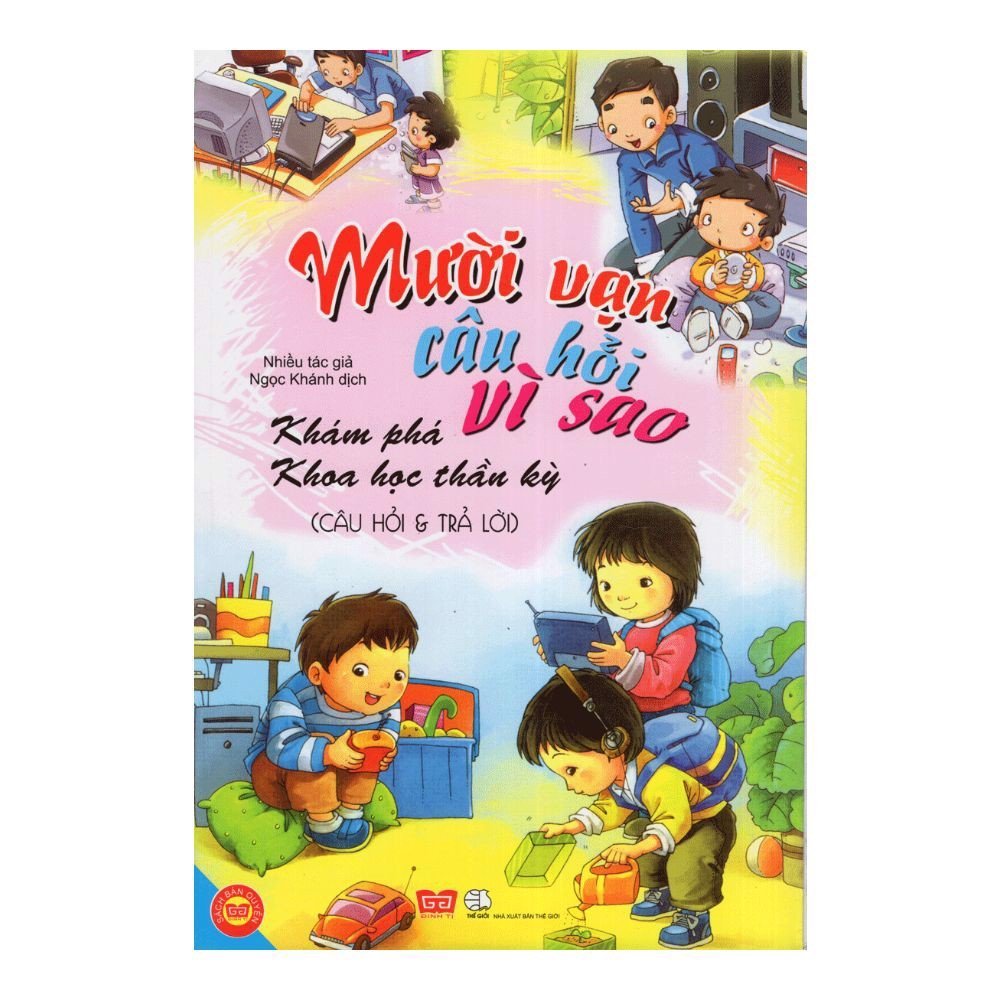 Mười vạn
câu hỏi
vì sao
Nhiều tác giả
Ngọc Khánh dịch
Khám phá
Khoa học thần kỳ
(CÂU HỎI & TRẢ LỜI)
SÁCH BẢN QUYỀN
ĐINH TỊ
THẾ GIỚI
NHÀ XUẤT BẢN THẾ GIỚI